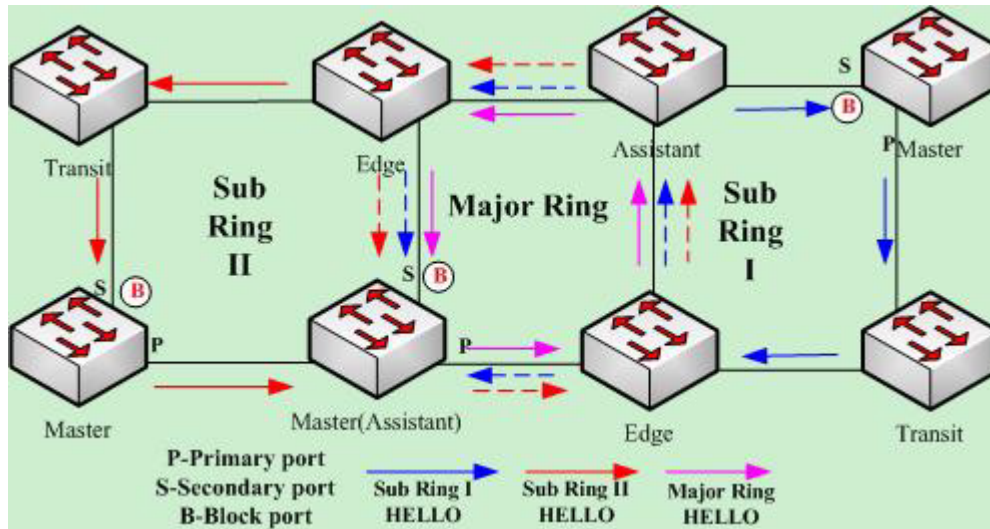 S
B
Transit
Edge
Assistant
P
Master
Sub
Ring
II
Major Ring
Sub
Ring
I
S
B
S
B
P
P
Master
Master(Assistant)
Edge
Transit
P-Primary port
S-Secondary port
B-Block port
Sub Ring I
HELLO
Sub Ring II
HELLO
Major Ring
HELLO